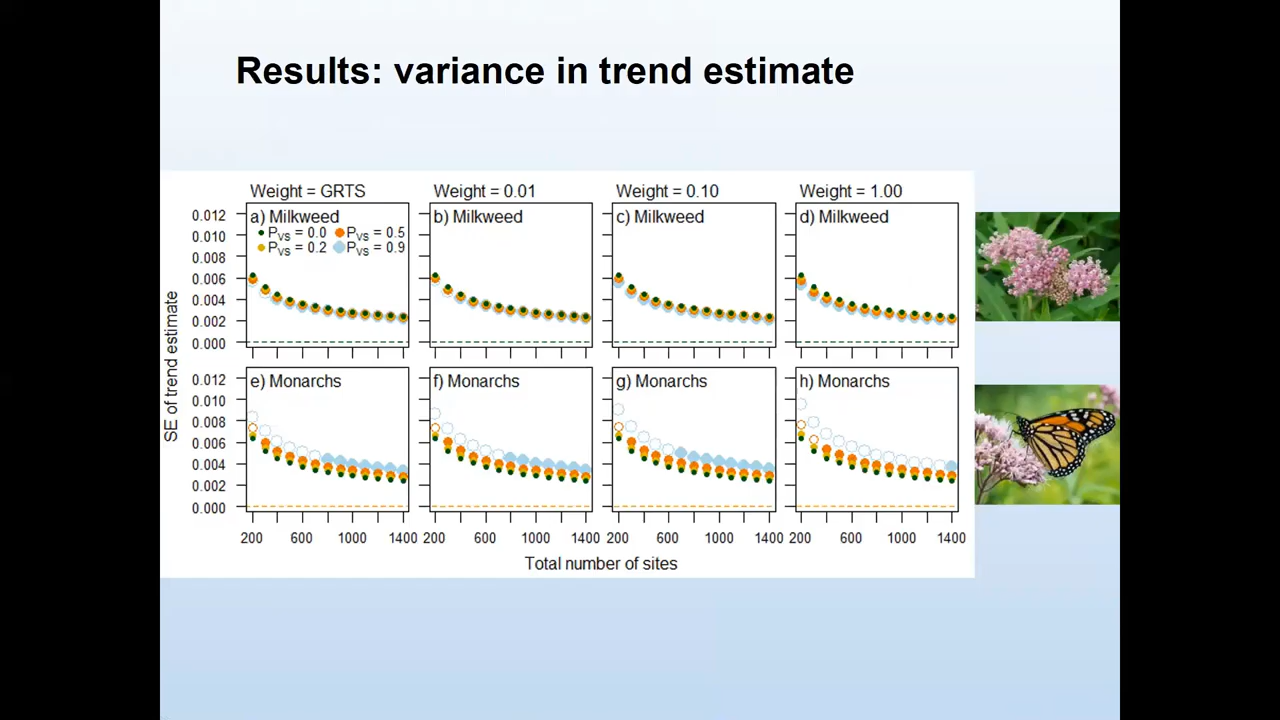 Results: variance in trend estimate
Weight = GRTS
Weight = 0.01
Weight = 0.10
Weight = 1.00
a) Milkweed
b) Milkweed
c) Milkweed
d) Milkweed
P_VS = 0.0
P_VS = 0.5
P_VS = 0.2
P_VS = 0.9
0.012
0.010
0.008
0.006
0.004
0.002
0.000
e) Monarchs
f) Monarchs
g) Monarchs
h) Monarchs
0.012
0.010
0.008
0.006
0.004
0.002
0.000
SE of trend estimate
200 600 1000 1400
200 600 1000 1400
200 600 1000 1400
200 600 1000 1400
Total number of sites